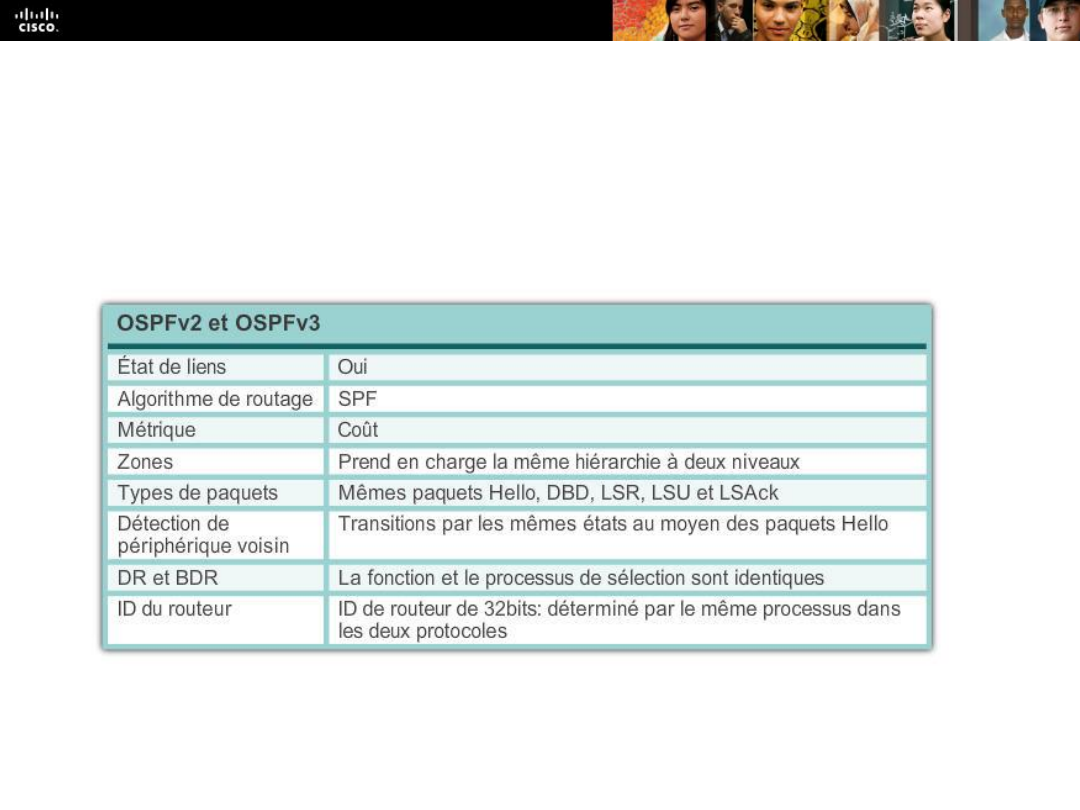 CISCO.
OSPFv2 et OSPFv3
État de liens
Oui
Algorithme de routage
SPF
Métrique
Coût
Zones
Prend en charge la même hiérarchie à deux niveaux
Types de paquets
Mêmes paquets Hello, DBD, LSR, LSU et LSAck
Détection de
périphérique voisin
Transitions par les mêmes états au moyen des paquets Hello
DR et BDR
La fonction et le processus de sélection sont identiques
ID du routeur
ID de routeur de 32bits: déterminé par le même processus dans
les deux protocoles